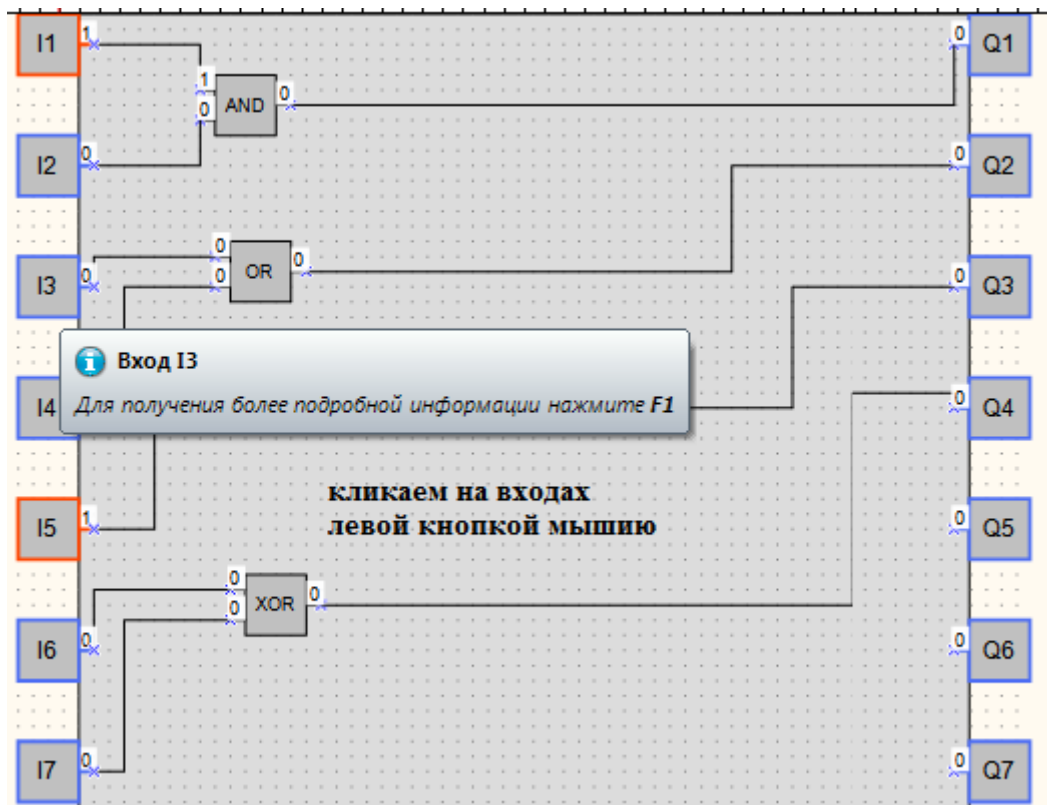 I1 1 0 Q1
1 0 AND 0
I2 0 0 Q2
0 0 OR 0
I3 0 0 Q3
Вход I3
I4 Для получения более подробной информации нажмите F1 0 Q4
кликаем на входах
левой кнопкой мышию
I5 1 0 Q5
0 0 XOR 0
I6 0 0 Q6
I7 0 0 Q7